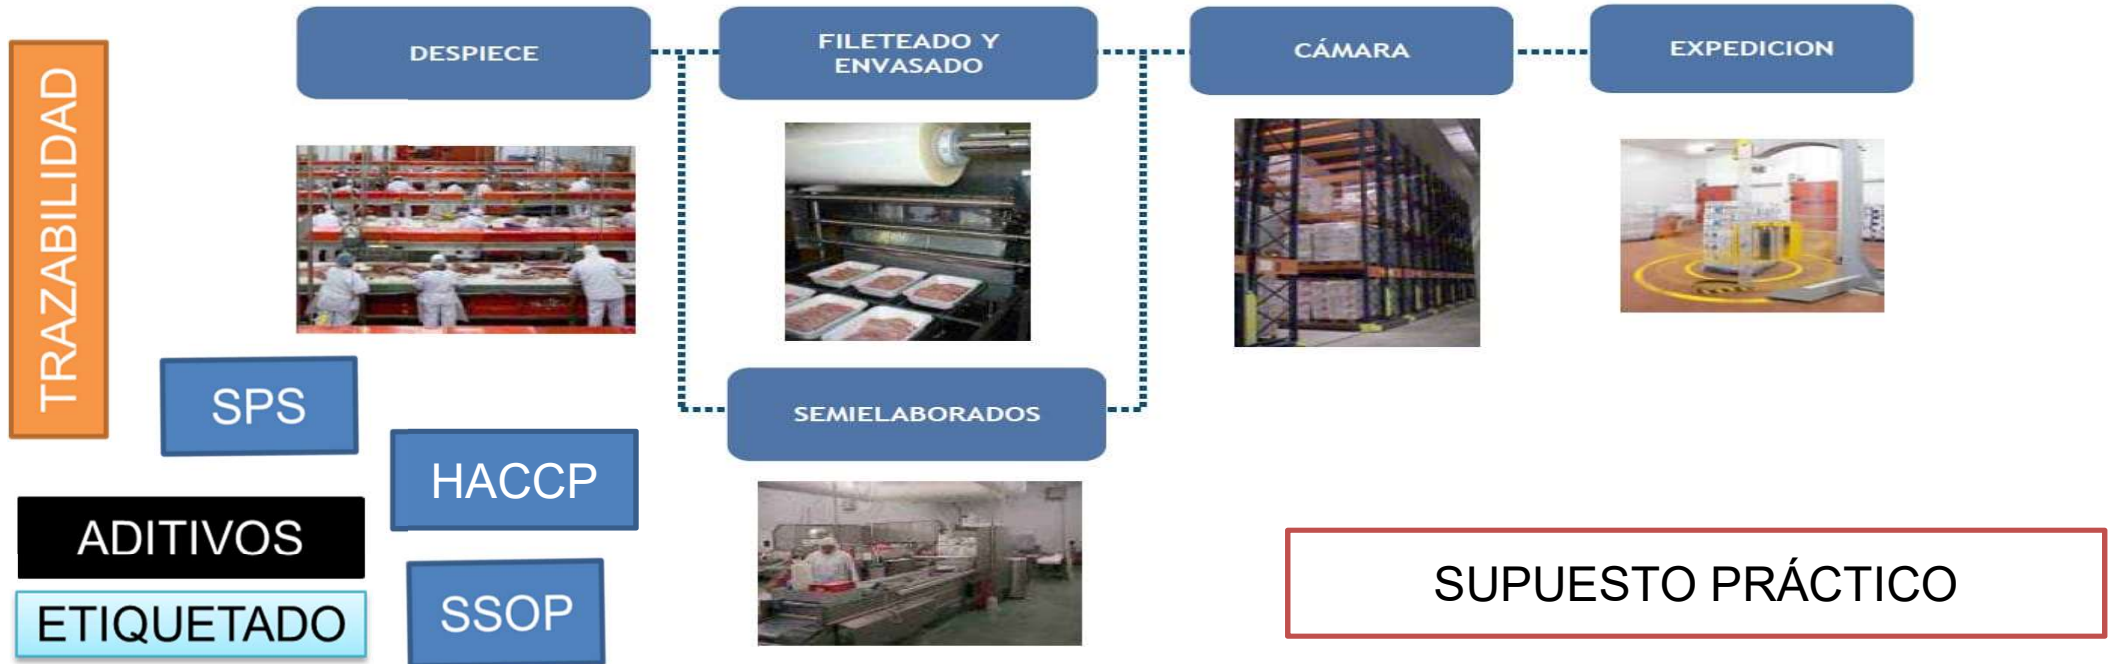 DESPIECE
FILETEADO Y
ENVASADO
CÁMARA
EXPEDICION
TRAZABILIDAD
SPS
SEMIELABORADOS
HACCP
ADITIVOS
SSOP
ETIQUETADO
SUPUESTO PRÁCTICO